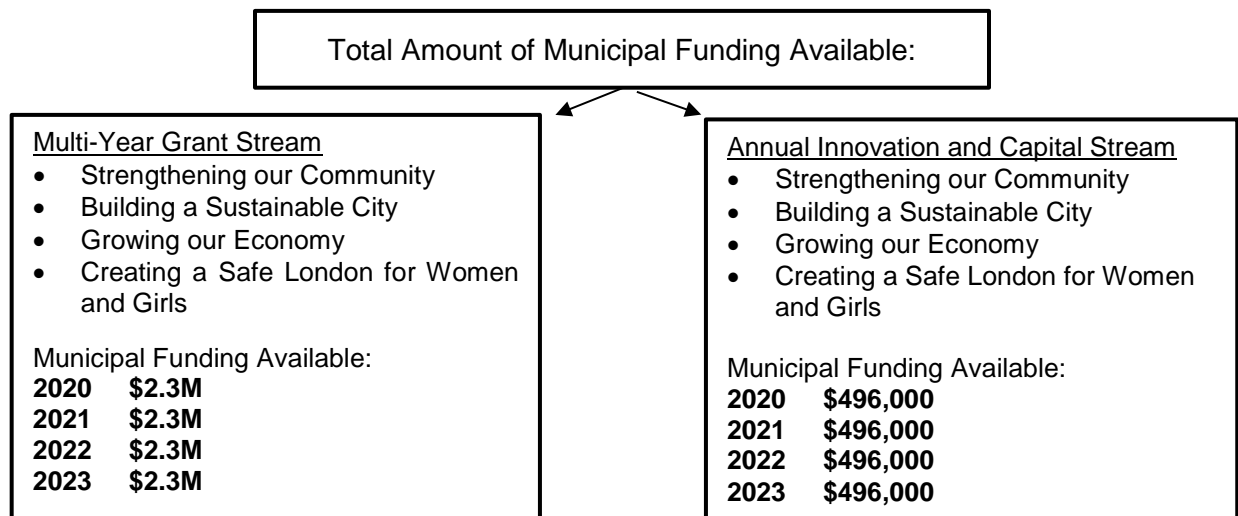 Total Amount of Municipal Funding Available:
Multi-Year Grant Stream
• Strengthening our Community
• Building a Sustainable City
• Growing our Economy
• Creating a Safe London for Women
and Girls
Municipal Funding Available:
2020 $2.3M
2021 $2.3M
2022 $2.3M
2023 $2.3M
Annual Innovation and Capital Stream
• Strengthening our Community
• Building a Sustainable City
• Growing our Economy
• Creating a Safe London for Women
and Girls
Municipal Funding Available:
2020 $496,000
2021 $496,000
2022 $496,000
2023 $496,000